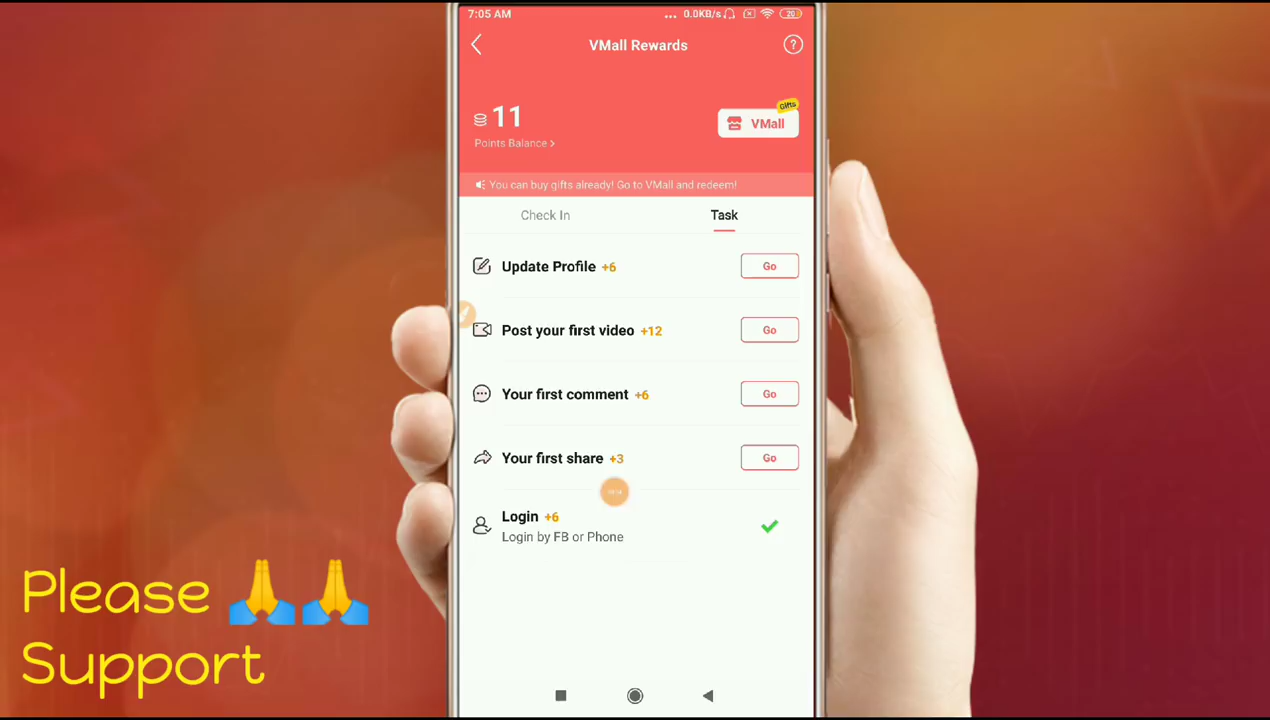 7:05 AM
... 0.0KB/s 20
VMall Rewards
?
11
Gifts
VMall
Points Balance >
You can buy gifts already! Go to VMall and redeem!
Check In
Task
Update Profile +6
Go
Post your first video +12
Go
Your first comment +6
Go
Your first share +3
Go
Login +6
Login by FB or Phone
Please 🙏🙏
Support